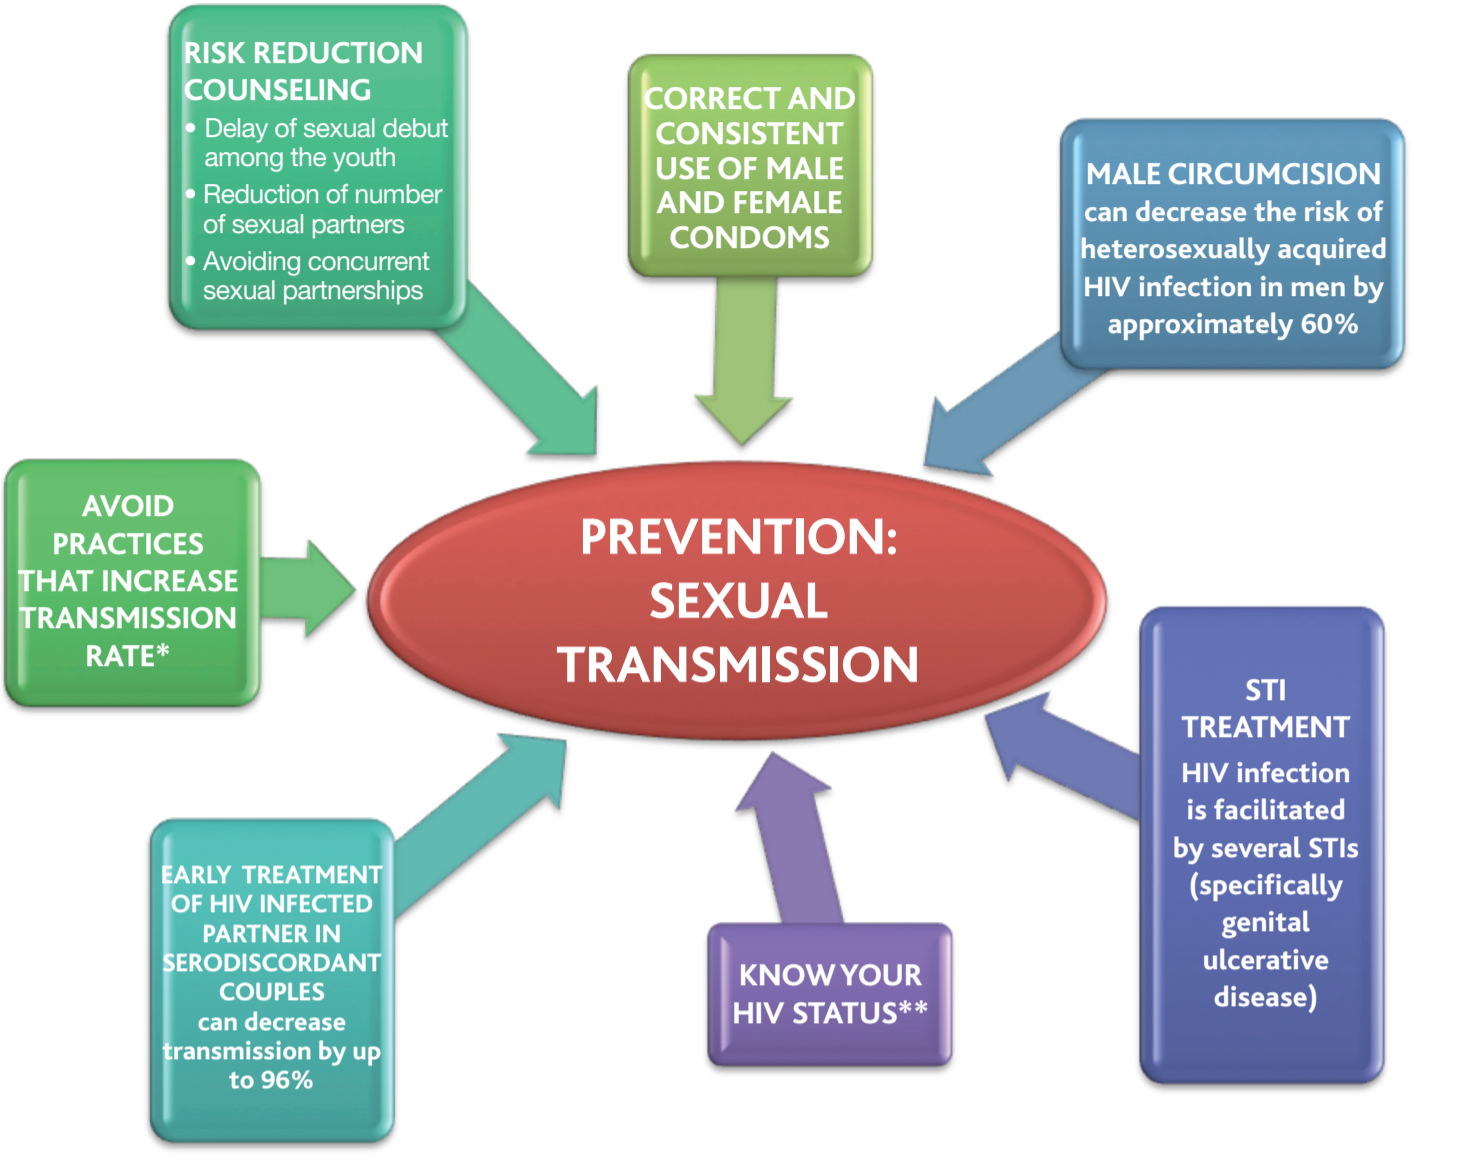 RISK REDUCTION
COUNSELING
• Delay of sexual debut
among the youth
• Reduction of number
of sexual partners
• Avoiding concurrent
sexual partnerships
CORRECT AND
CONSISTENT
USE OF MALE
AND FEMALE
CONDOMS
MALE CIRCUMCISION
can decrease the risk of
heterosexually acquired
HIV infection in men by
approximately 60%
AVOID
PRACTICES
THAT INCREASE
TRANSMISSION
RATE*
PREVENTION:
SEXUAL
TRANSMISSION
STI
TREATMENT
HIV infection
is facilitated
by several STIs
(specifically
genital
ulcerative
disease)
EARLY TREATMENT
OF HIV INFECTED
PARTNER IN
SERODISCORDANT
COUPLES
can decrease
transmission by up
to 96%
KNOW YOUR
HIV STATUS**